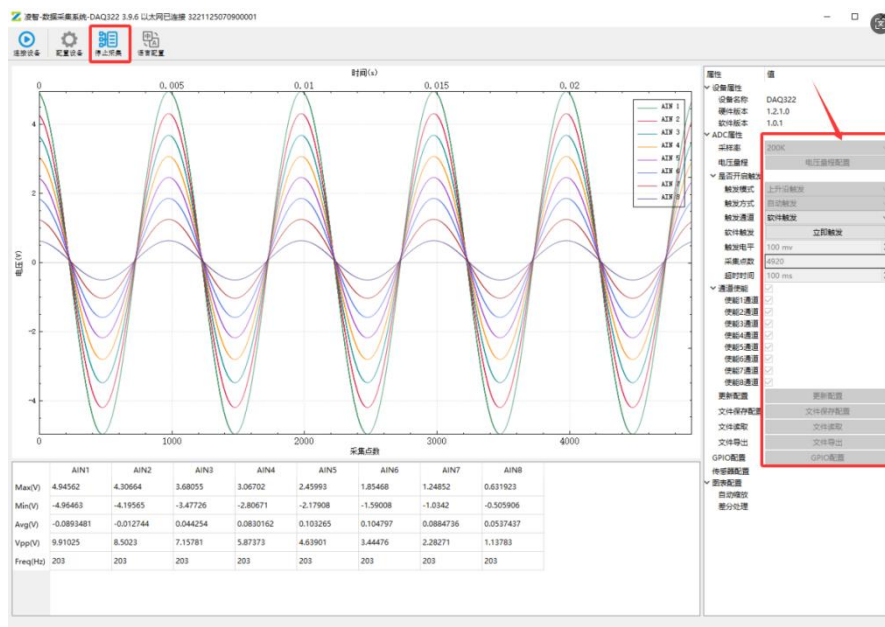 凌智-数据采集系统-DAQ322 3.9.6 以太网已连接 3221125070900001
连接设备 配置设备 停止采集 语言配置
时间(s)
0 0.005 0.01 0.015 0.02
AIN 1
AIN 2
AIN 3
AIN 4
AIN 5
AIN 6
AIN 7
AIN 8
电压(V)
4
2
0
-2
-4
0 1000 2000 3000 4000
采集点数
AIN1 AIN2 AIN3 AIN4 AIN5 AIN6 AIN7 AIN8
Max(V) 4.94562 4.30664 3.68055 3.06702 2.45993 1.85468 1.24852 0.631923
Min(V) -4.96463 -4.19565 -3.47726 -2.80671 -2.17908 -1.59008 -1.0342 -0.505906
Avg(V) -0.0893481 -0.012744 0.044254 0.0830162 0.103265 0.104797 0.0884736 0.0537437
Vpp(V) 9.91025 8.5023 7.15781 5.87373 4.63901 3.44476 2.28271 1.13783
Freq(Hz) 203 203 203 203 203 203 203 203
属性 值
设备属性
设备名称 DAQ322
硬件版本 1.2.1.0
软件版本 1.0.1
ADC属性
采样率 200K
电压量程 电压量程配置
是否开启触发
触发模式 上升沿触发
触发方式 自动触发
触发通道 软件触发
软件触发 立即触发
触发电平 100 mv
采集点数 4920
超时时间 100 ms
通道使能
使能1通道
使能2通道
使能3通道
使能4通道
使能5通道
使能6通道
使能7通道
使能8通道
更新配置 更新配置
文件保存配置 文件保存配置
文件读取 文件读取
文件导出 文件导出
GPIO配置 GPIO配置
传感器配置
图表配置
自动缩放
差分处理